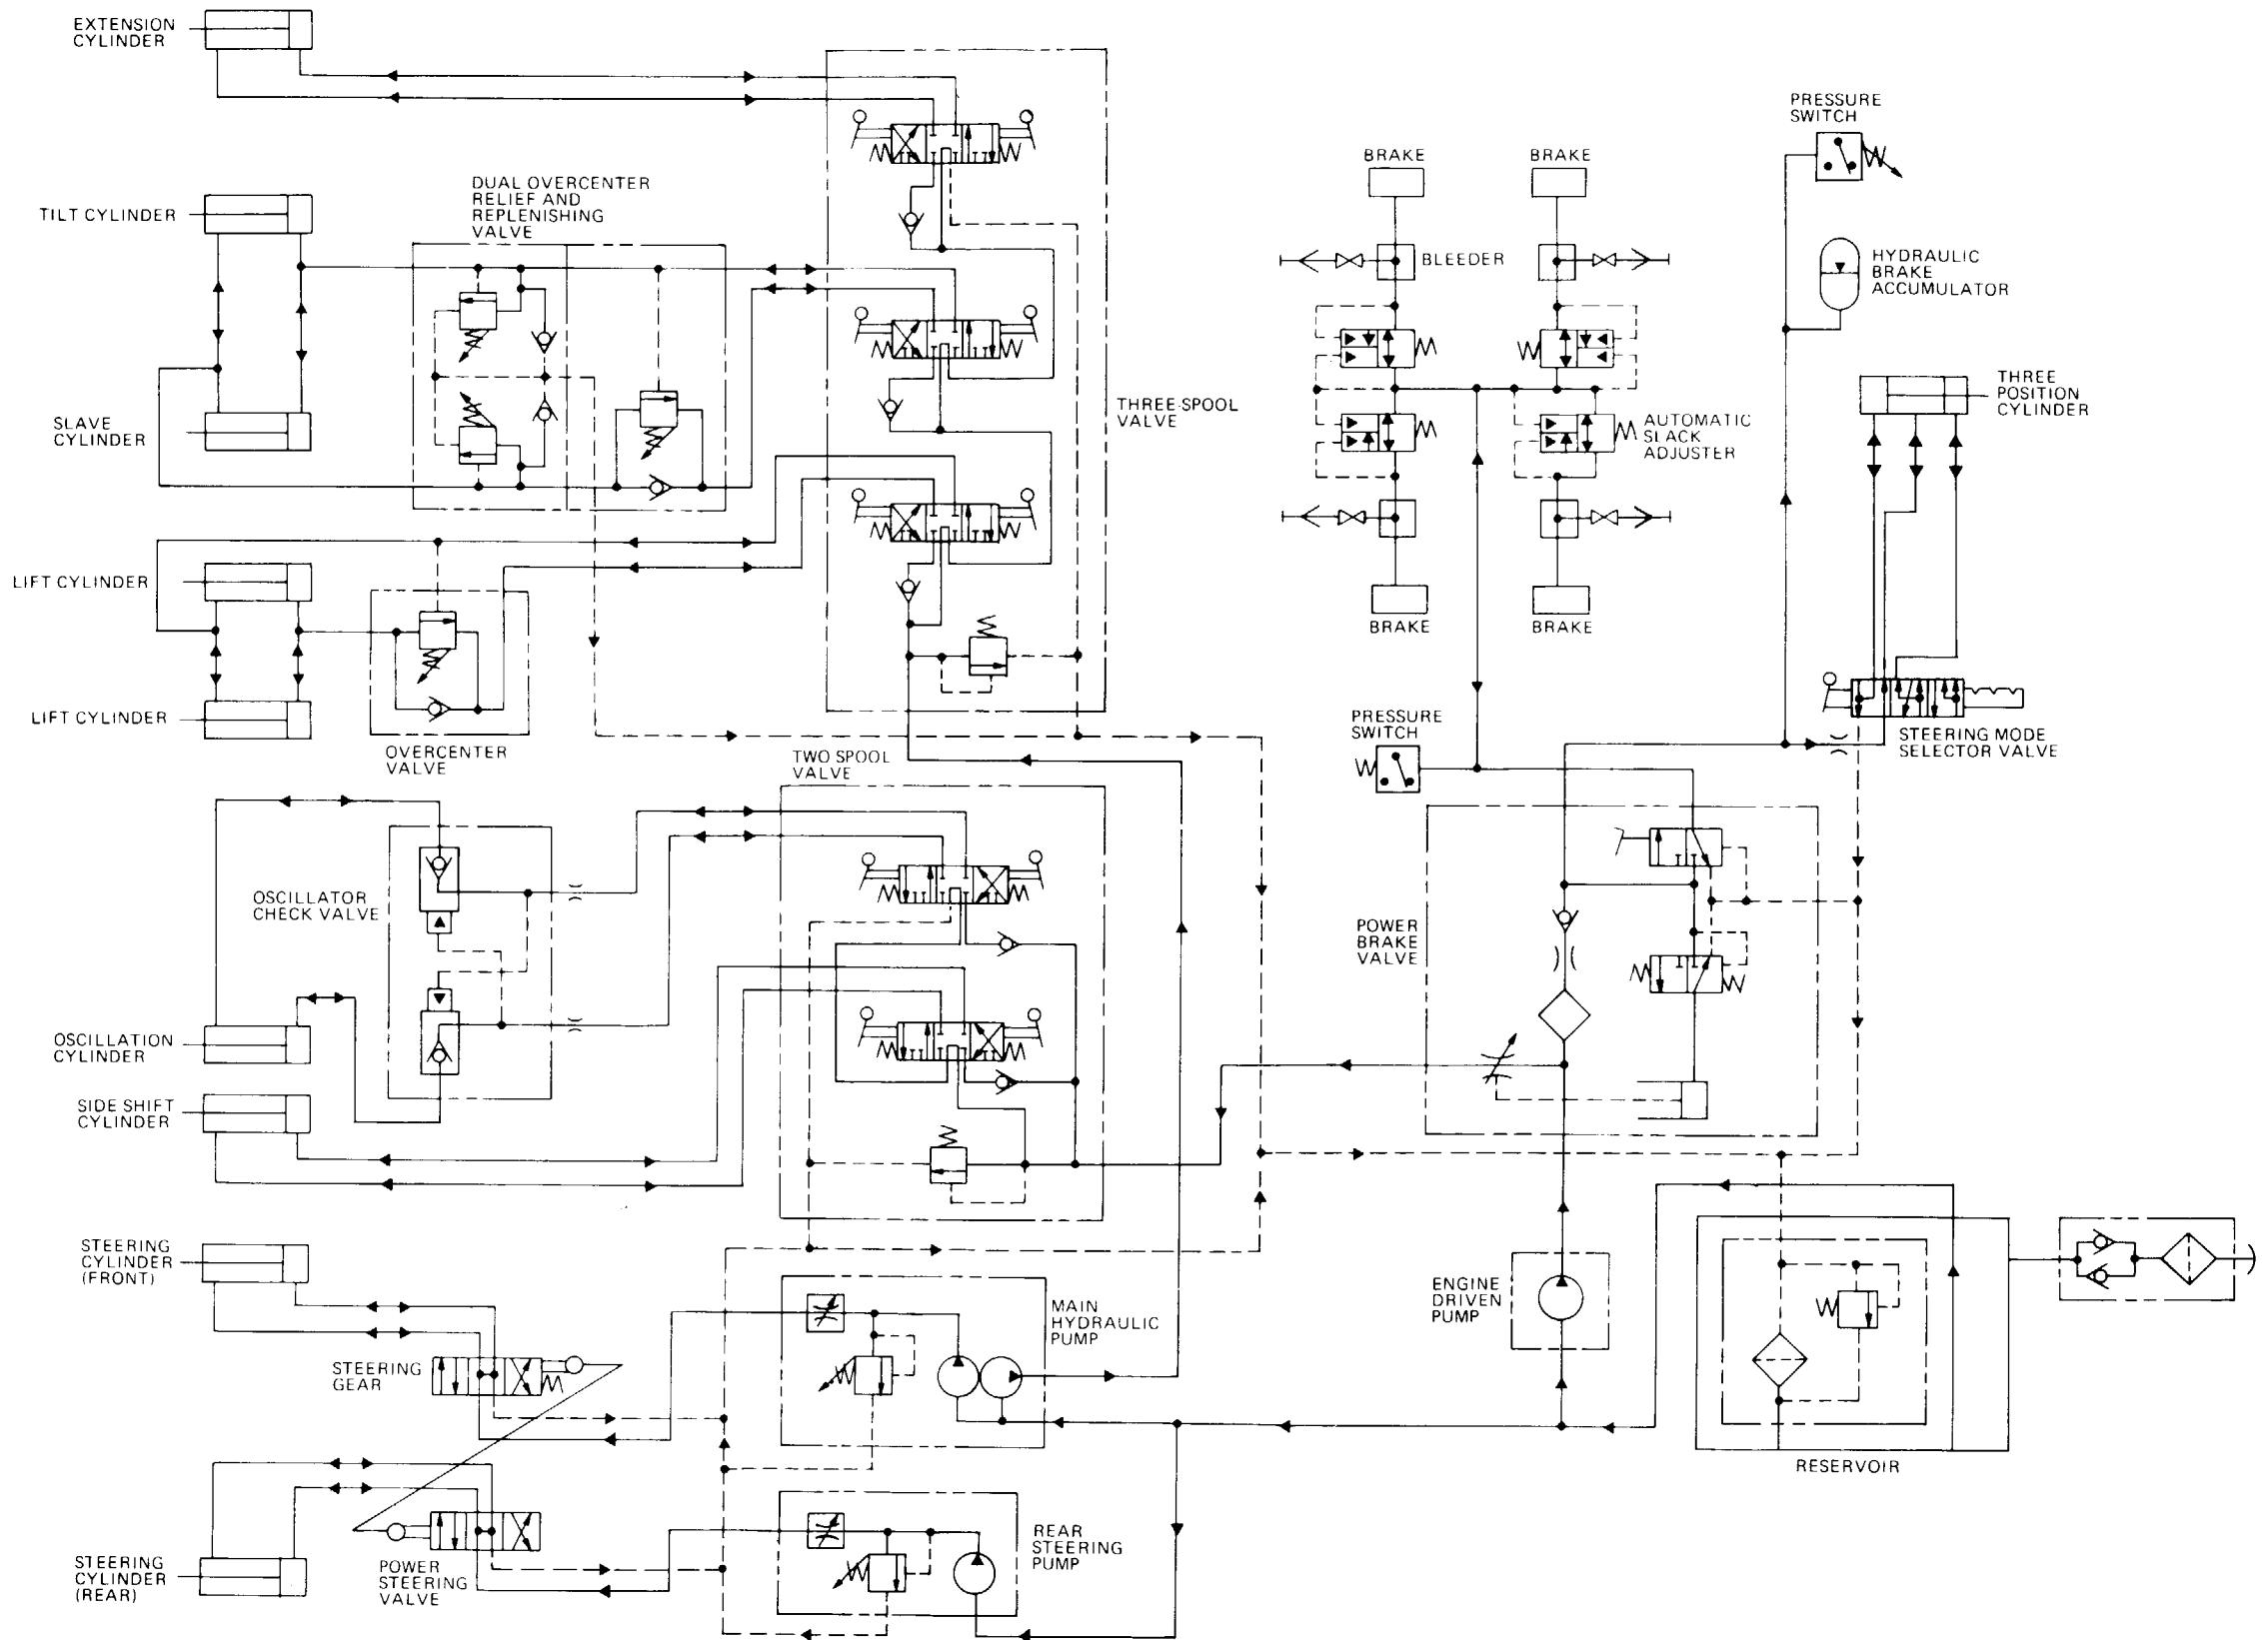 EXTENSION
CYLINDER
TILT CYLINDER
SLAVE
CYLINDER
DUAL OVERCENTER
RELIEF AND
REPLENISHING
VALVE
LIFT CYLINDER
LIFT CYLINDER
OVERCENTER
VALVE
THREE-SPOOL
VALVE
TWO SPOOL
VALVE
OSCILLATOR
CHECK VALVE
OSCILLATION
CYLINDER
SIDE SHIFT
CYLINDER
STEERING
CYLINDER
(FRONT)
STEERING
GEAR
STEERING
CYLINDER
(REAR)
POWER
STEERING
VALVE
MAIN
HYDRAULIC
PUMP
REAR
STEERING
PUMP
BRAKE
BRAKE
BLEEDER
AUTOMATIC
SLACK
ADJUSTER
BRAKE
BRAKE
PRESSURE
SWITCH
POWER
BRAKE
VALVE
ENGINE
DRIVEN
PUMP
PRESSURE
SWITCH
HYDRAULIC
BRAKE
ACCUMULATOR
THREE
POSITION
CYLINDER
STEERING MODE
SELECTOR VALVE
RESERVOIR